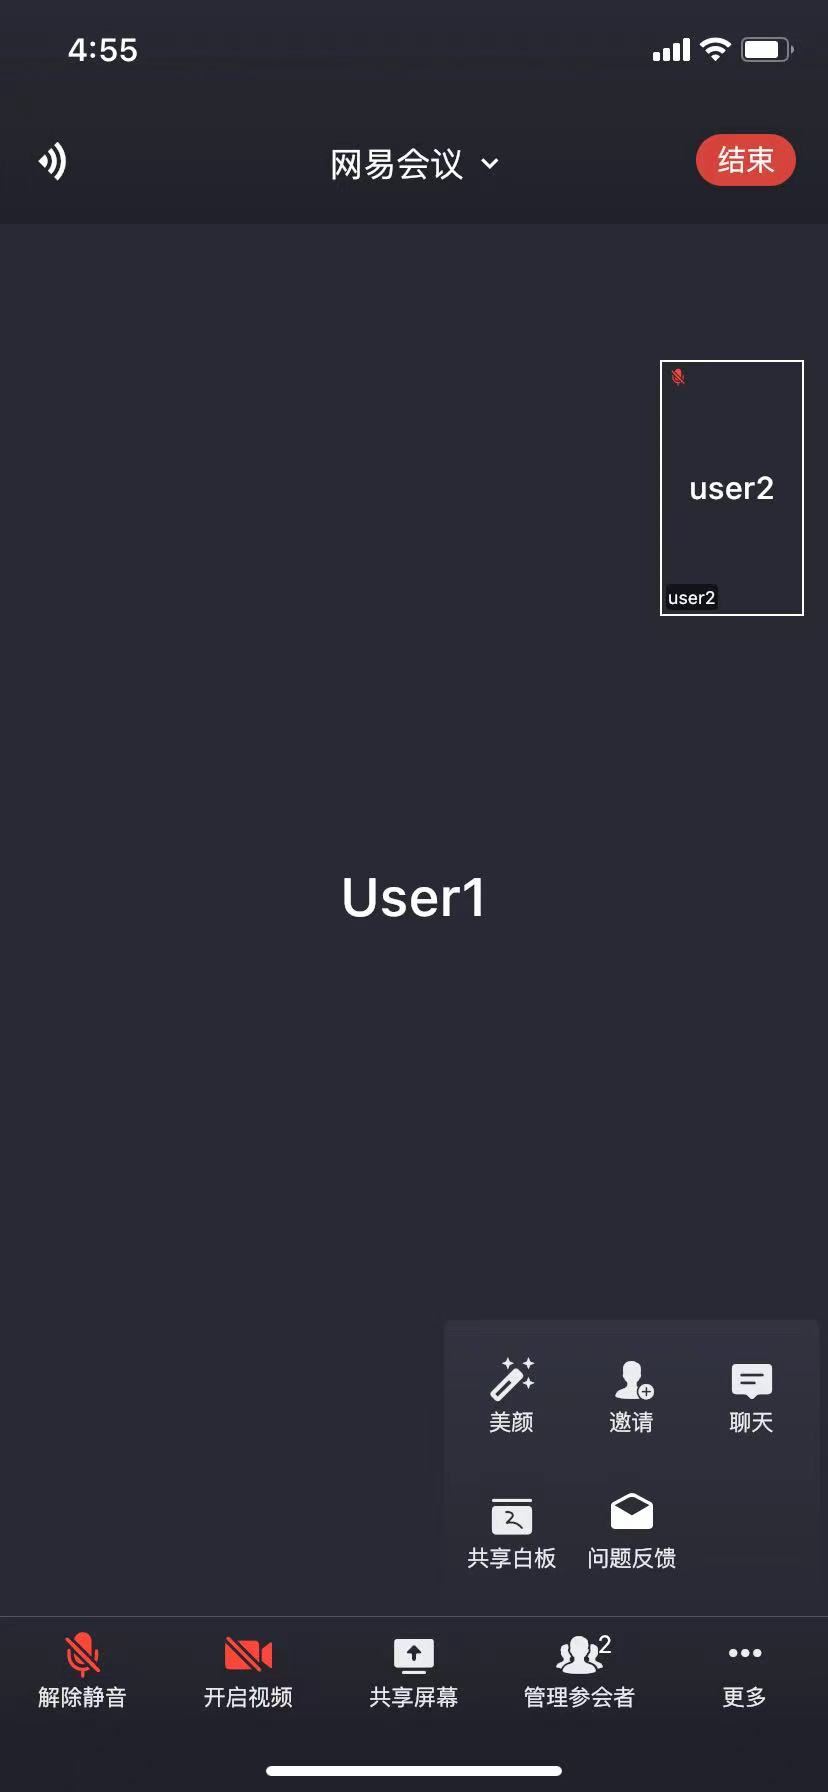 4:55
网易会议
结束
user2
user2
User1
美颜
邀请
聊天
共享白板
问题反馈
2
解除静音
开启视频
共享屏幕
管理参会者
更多